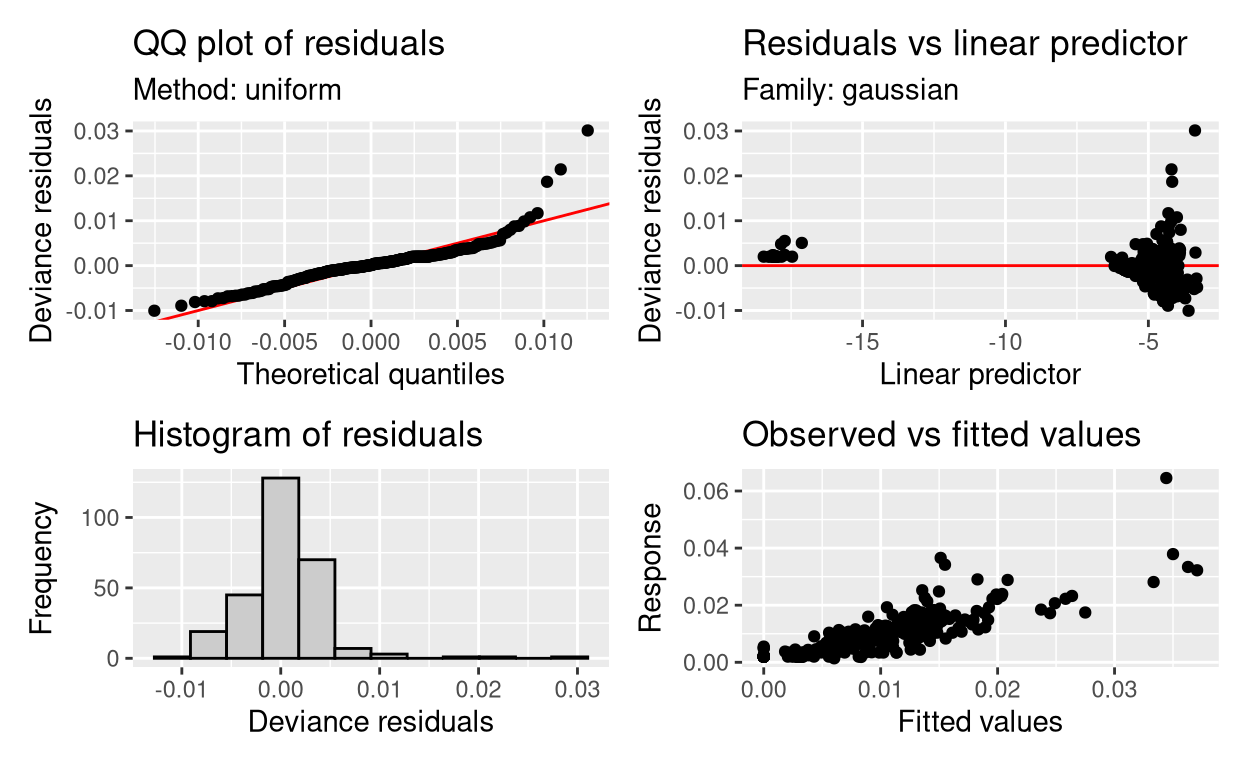 QQ plot of residuals
Method: uniform
Deviance residuals
0.03
0.02
0.01
0.00
-0.01
-0.010 -0.005 0.000 0.005 0.010
Theoretical quantiles
Residuals vs linear predictor
Family: gaussian
Deviance residuals
0.03
0.02
0.01
0.00
-0.01
-15 -10 -5
Linear predictor
Histogram of residuals
Frequency
100
50
0
-0.01 0.00 0.01 0.02 0.03
Deviance residuals
Observed vs fitted values
Response
0.06
0.04
0.02
0.00
0.00 0.01 0.02 0.03
Fitted values